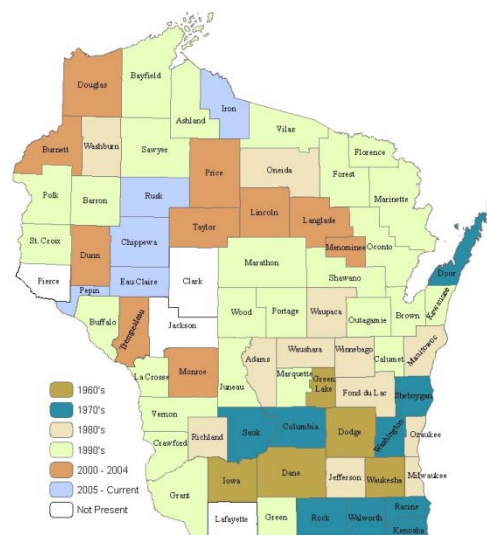 Bayfield
Douglas
Iron
Ashland
Vilas
Burnett
Washburn
Sawyer
Florence
Price
Oneida
Forest
Polk
Barron
Rusk
Marinette
Lincoln
Langlade
Taylor
St. Croix
Chippewa
Menominee
Oconto
Dunn
Door
Marathon
Pierce
Eau Claire
Clark
Shawano
Pepin
Kewaunee
Buffalo
Trempealeau
Jackson
Wood
Portage
Waupaca
Outagamie
Brown
Manitowoc
Waushara
Winnebago
Adams
Calumet
Monroe
La Crosse
Juneau
Marquette
Green
Lake
Fond du Lac
Sheboygan
1960's
1970's
1980's
1990's
2000 - 2004
2005 - Current
Not Present
Vernon
Crawford
Richland
Sauk
Columbia
Dodge
Washington
Ozaukee
Grant
Iowa
Dane
Jefferson
Waukesha
Milwaukee
Lafayette
Green
Rock
Walworth
Racine
Kenosha